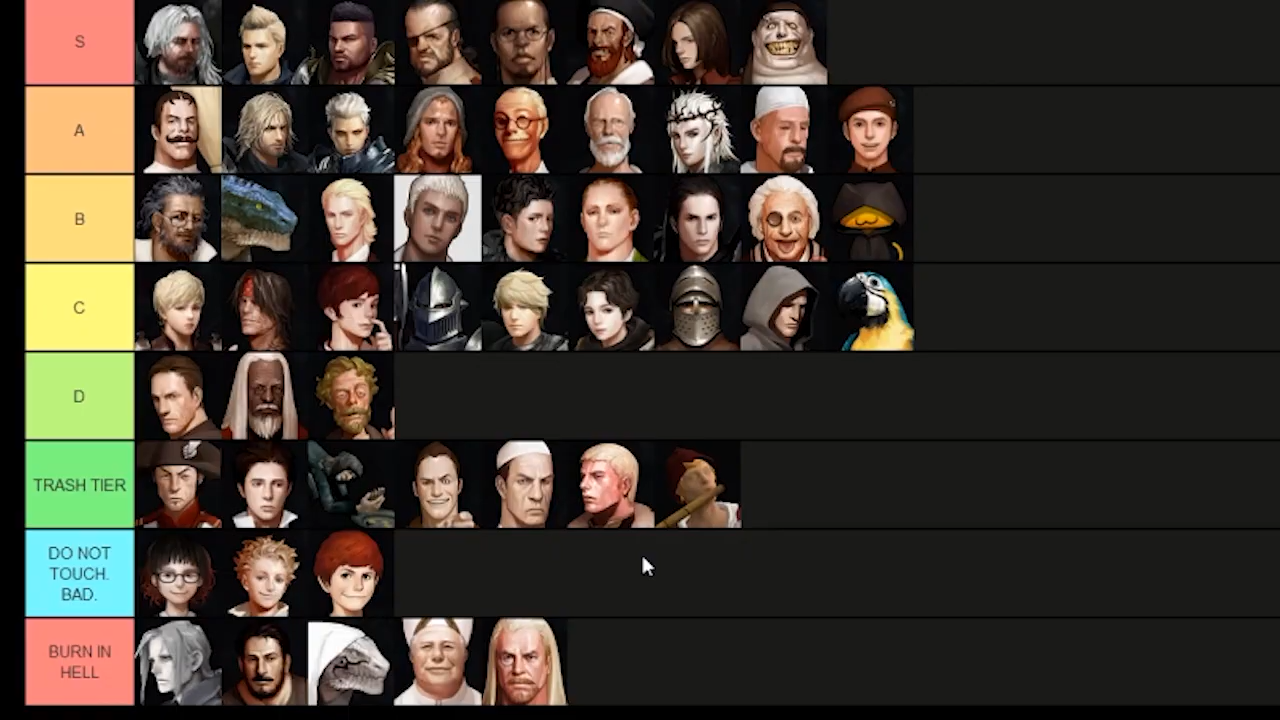 S
A
B
C
D
TRASH TIER
DO NOT
TOUCH.
BAD.
BURN IN
HELL